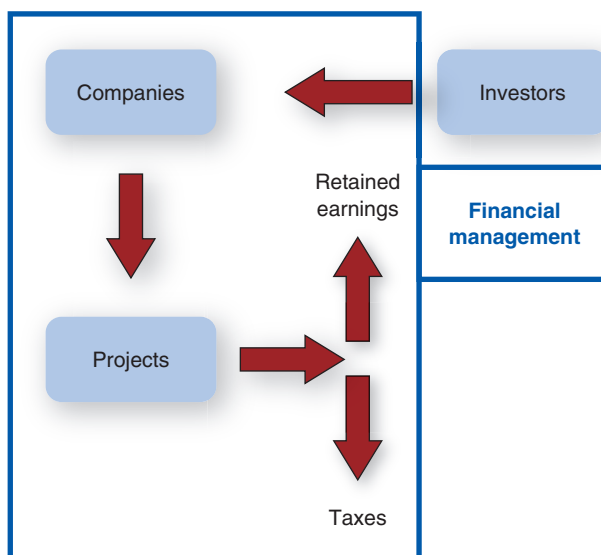 Companies
Investors
Retained
earnings
Financial
management
Projects
Taxes